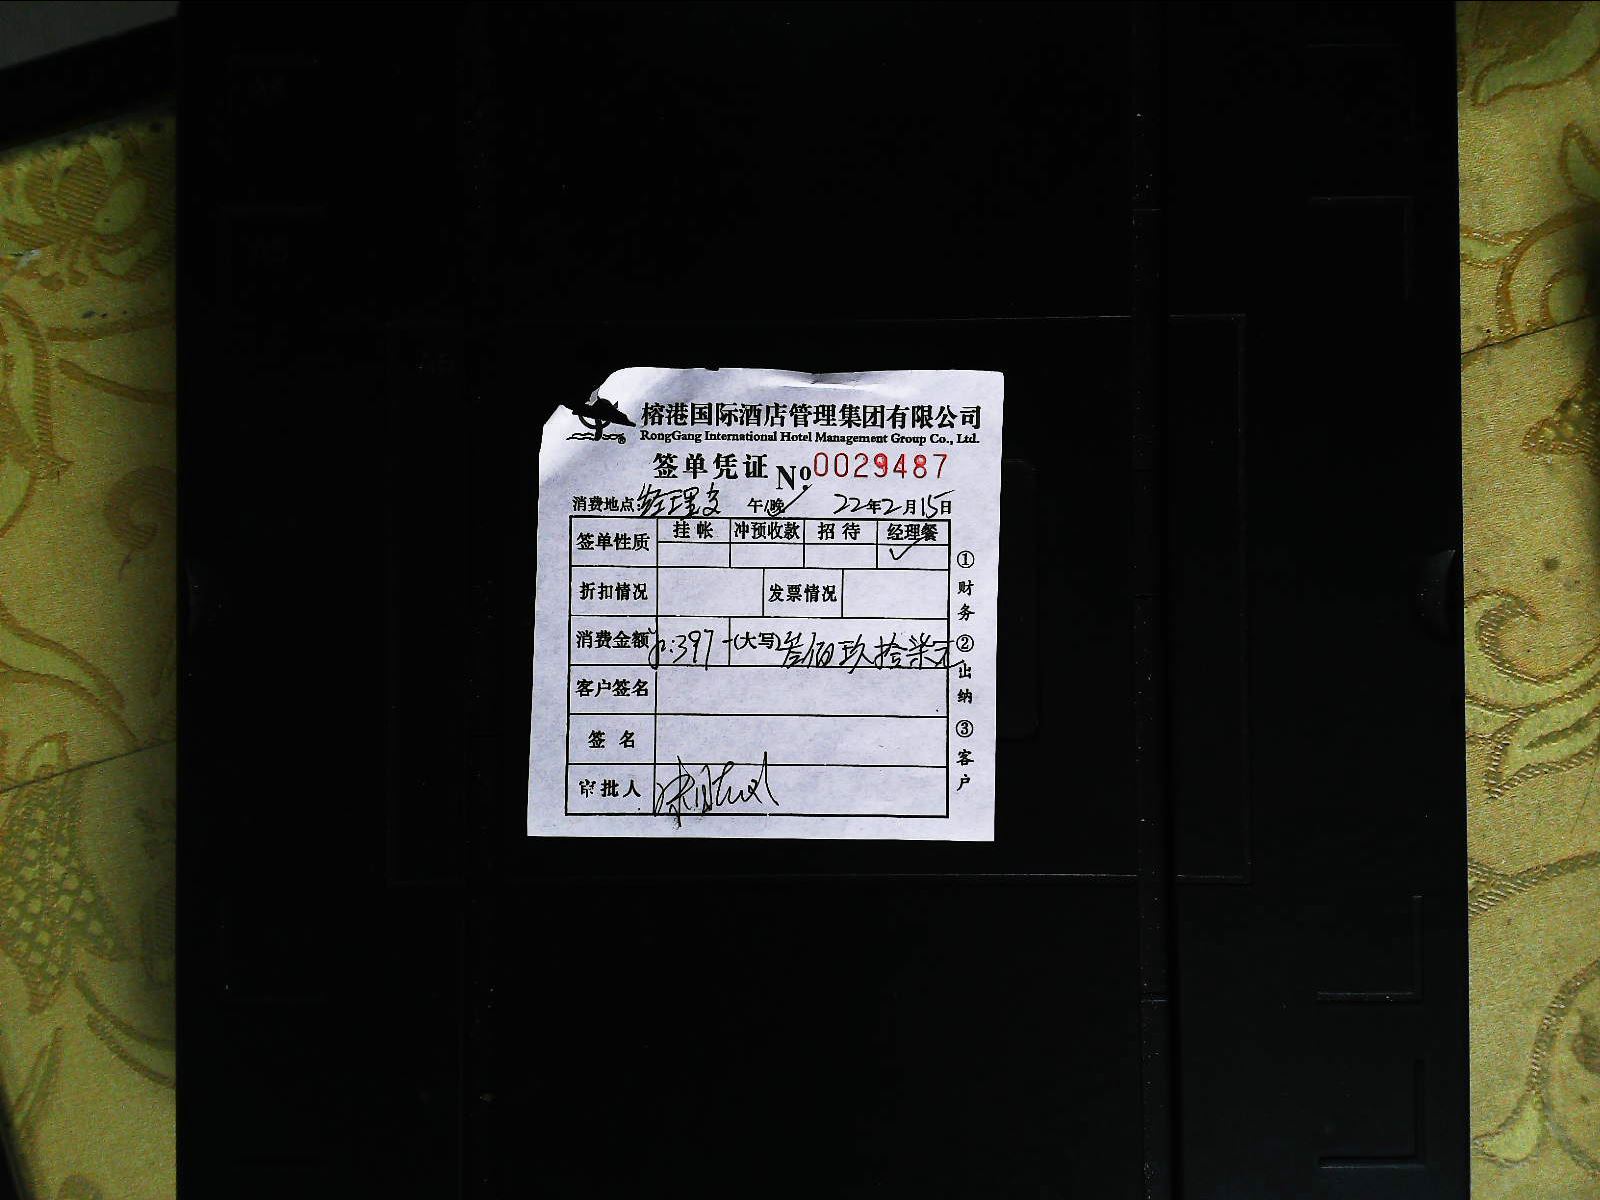 榕港国际酒店管理集团有限公司
RongGang International Hotel Management Group Co., Ltd.
签单凭证 Nº 0029487
消费地点: 经理 午/晚 22年2月15日
签单性质 挂帐 冲预收款 招待 经理餐
折扣情况 发票情况
消费金额 397 (大写) 叁佰玖拾柒元
客户签名
签名
审批人
①财务 ②出纳 ③客户